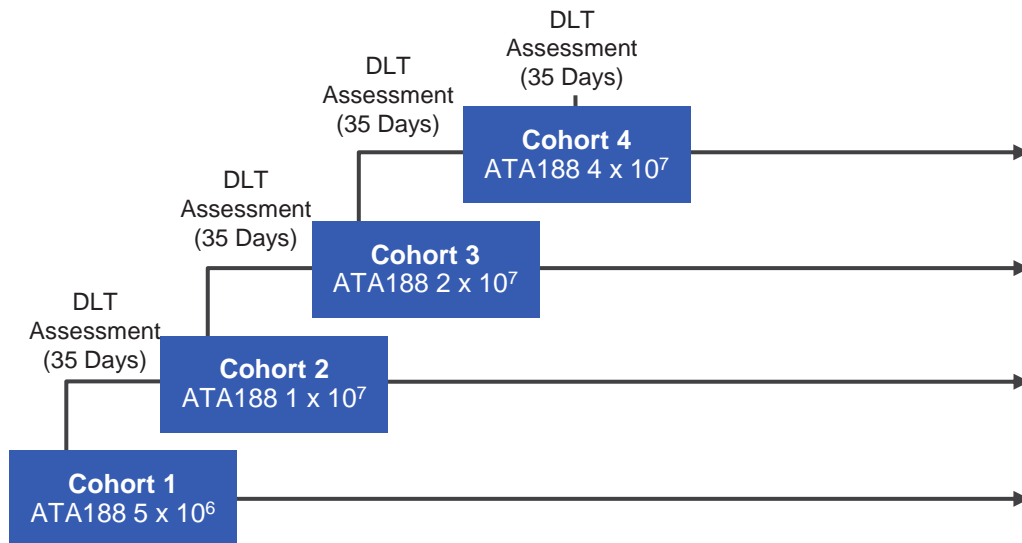 DLT
Assessment
(35 Days)
DLT
Assessment
(35 Days)
Cohort 4
ATA188 4 x 10⁷
DLT
Assessment
(35 Days)
Cohort 3
ATA188 2 x 10⁷
DLT
Assessment
(35 Days)
Cohort 2
ATA188 1 x 10⁷
Cohort 1
ATA188 5 x 10⁶